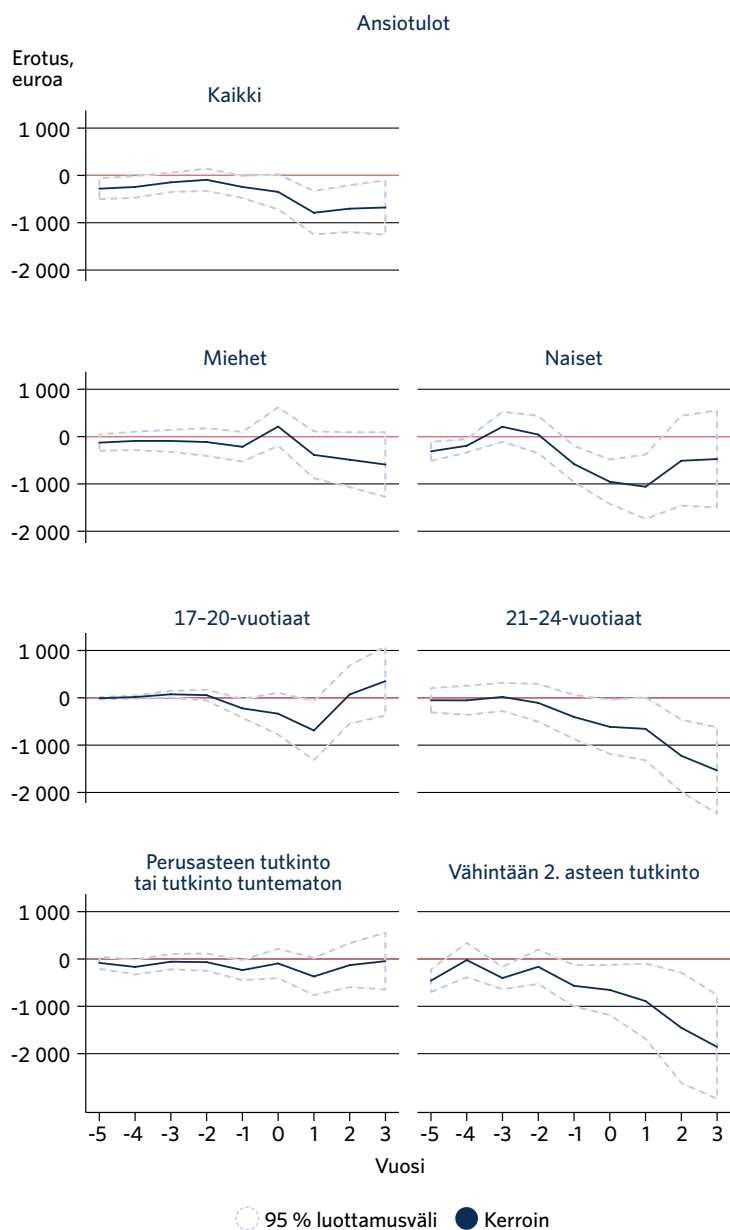 Ansiotulot
Erotus,
euroa
Kaikki
1 000
0
-1 000
-2 000
Miehet
Naiset
1 000
0
-1 000
-2 000
17–20-vuotiaat
21–24-vuotiaat
1 000
0
-1 000
-2 000
Perusasteen tutkinto
tai tutkinto tuntematon
Vähintään 2. asteen tutkinto
1 000
0
-1 000
-2 000
-5 -4 -3 -2 -1 0 1 2 3
-5 -4 -3 -2 -1 0 1 2 3
Vuosi
95 % luottamusväli Kerroin